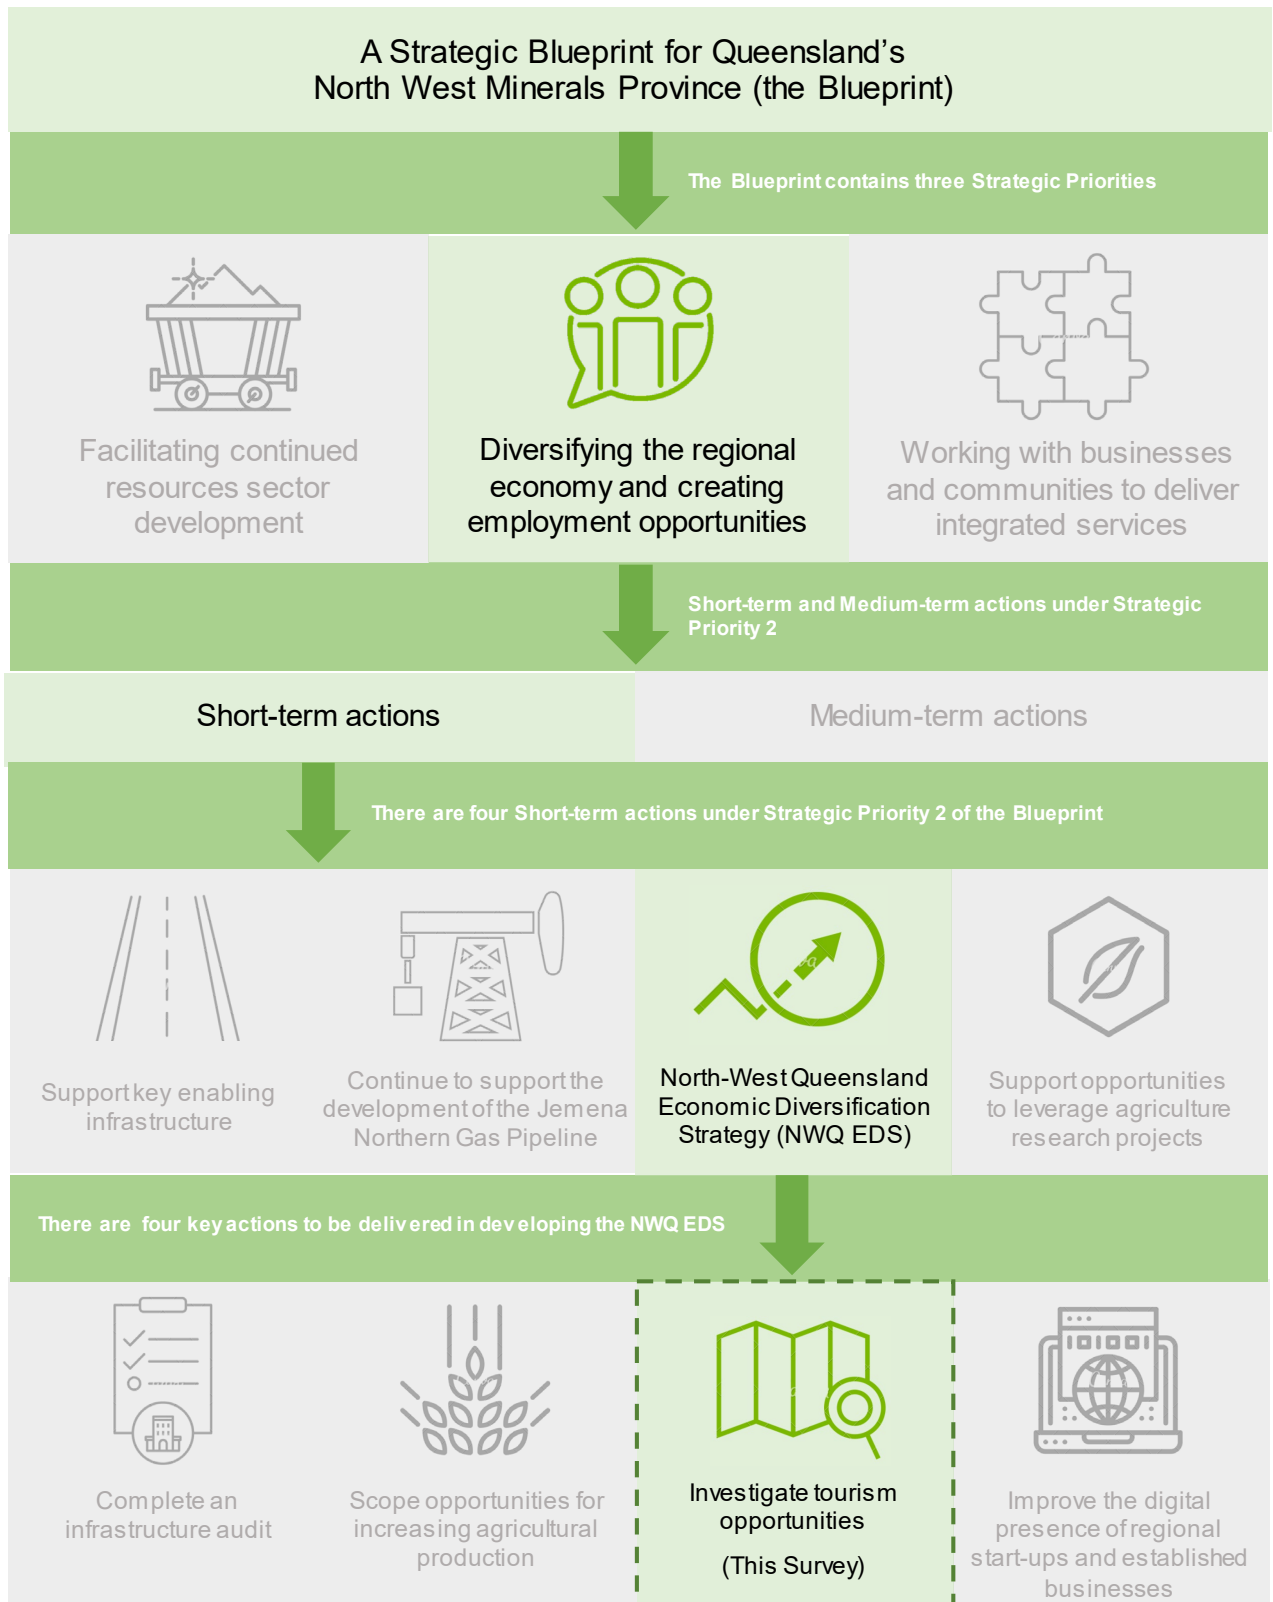 A Strategic Blueprint for Queensland's
North West Minerals Province (the Blueprint)
The Blueprint contains three Strategic Priorities
Facilitating continued
resources sector
development
Diversifying the regional
economy and creating
employment opportunities
Working with businesses
and communities to deliver
integrated services
Short-term and Medium-term actions under Strategic
Priority 2
Short-term actions
Medium-term actions
There are four Short-term actions under Strategic Priority 2 of the Blueprint
Support key enabling
infrastructure
Continue to support the
development of the Jemena
Northern Gas Pipeline
North-West Queensland
Economic Diversification
Strategy (NWQ EDS)
Support opportunities
to leverage agriculture
research projects
There are four key actions to be delivered in developing the NWQ EDS
Complete an
infrastructure audit
Scope opportunities for
increasing agricultural
production
Investigate tourism
opportunities
(This Survey)
Improve the digital
presence of regional
start-ups and established
businesses